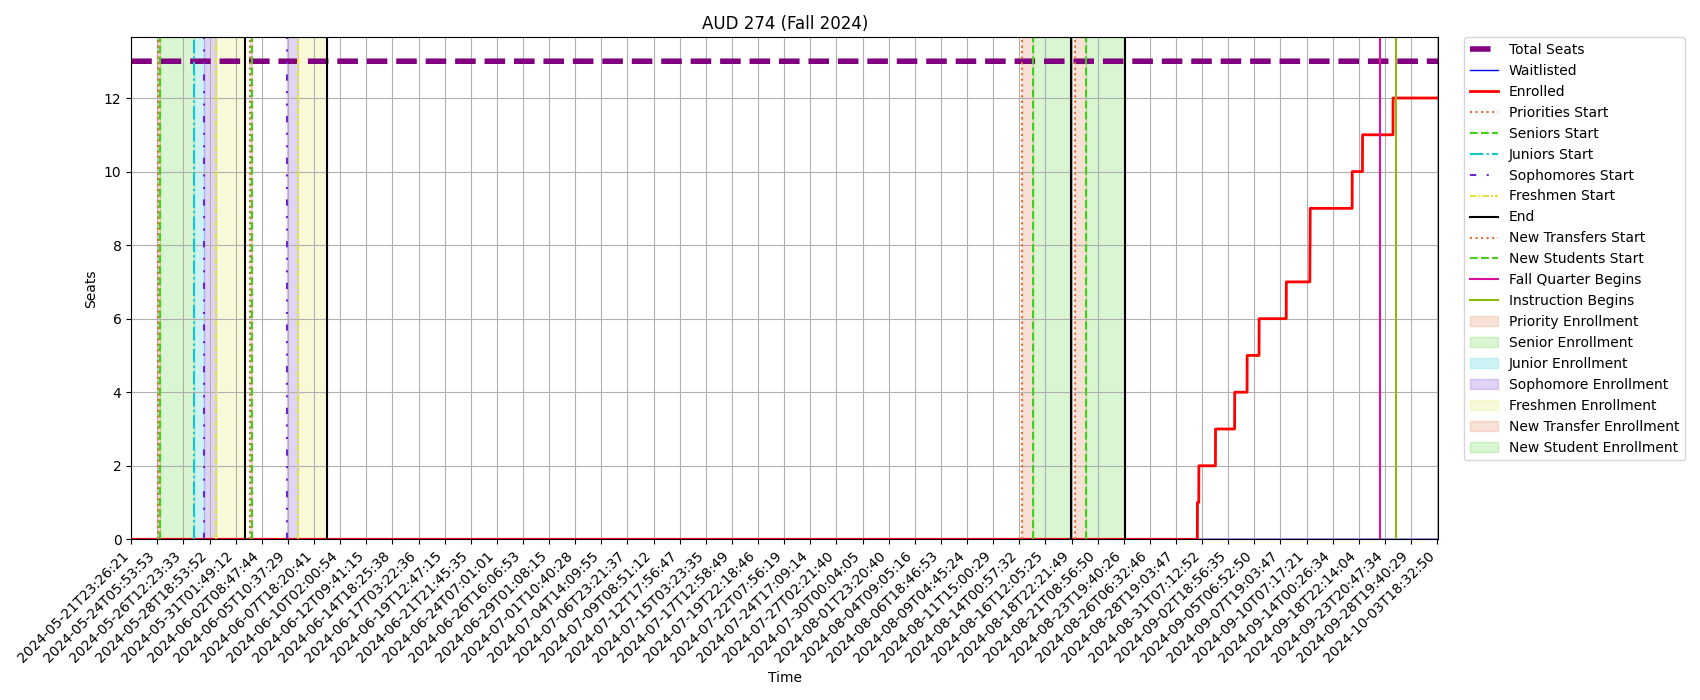 AUD 274 (Fall 2024)
Seats
12
10
8
6
4
2
0
2024-05-21T23:26:21
2024-05-24T05:53:53
2024-05-26T12:23:33
2024-05-28T18:53:52
2024-05-31T01:49:12
2024-06-02T08:47:44
2024-06-05T10:37:29
2024-06-07T18:20:41
2024-06-10T02:00:54
2024-06-12T09:41:15
2024-06-14T18:25:38
2024-06-17T03:22:36
2024-06-19T12:47:15
2024-06-21T21:45:35
2024-06-24T07:01:01
2024-06-26T16:06:53
2024-06-29T01:08:15
2024-07-01T10:40:28
2024-07-04T14:09:55
2024-07-06T23:21:37
2024-07-09T08:51:12
2024-07-12T17:56:47
2024-07-15T03:23:35
2024-07-17T12:58:49
2024-07-19T22:18:46
2024-07-22T07:56:19
2024-07-24T17:09:14
2024-07-27T02:21:40
2024-07-30T00:04:05
2024-08-01T23:20:40
2024-08-04T09:05:16
2024-08-06T18:46:53
2024-08-09T04:45:24
2024-08-11T15:00:29
2024-08-14T00:57:32
2024-08-16T12:05:25
2024-08-18T22:21:49
2024-08-21T08:56:50
2024-08-23T19:40:26
2024-08-26T06:32:46
2024-08-28T19:03:47
2024-08-31T07:12:52
2024-09-02T18:56:35
2024-09-05T06:52:50
2024-09-07T19:03:47
2024-09-10T07:17:21
2024-09-14T00:26:34
2024-09-18T22:14:04
2024-09-23T20:47:34
2024-09-28T19:40:29
2024-10-03T18:32:50
Time
Total Seats
Waitlisted
Enrolled
Priorities Start
Seniors Start
Juniors Start
Sophomores Start
Freshmen Start
End
New Transfers Start
New Students Start
Fall Quarter Begins
Instruction Begins
Priority Enrollment
Senior Enrollment
Junior Enrollment
Sophomore Enrollment
Freshmen Enrollment
New Transfer Enrollment
New Student Enrollment